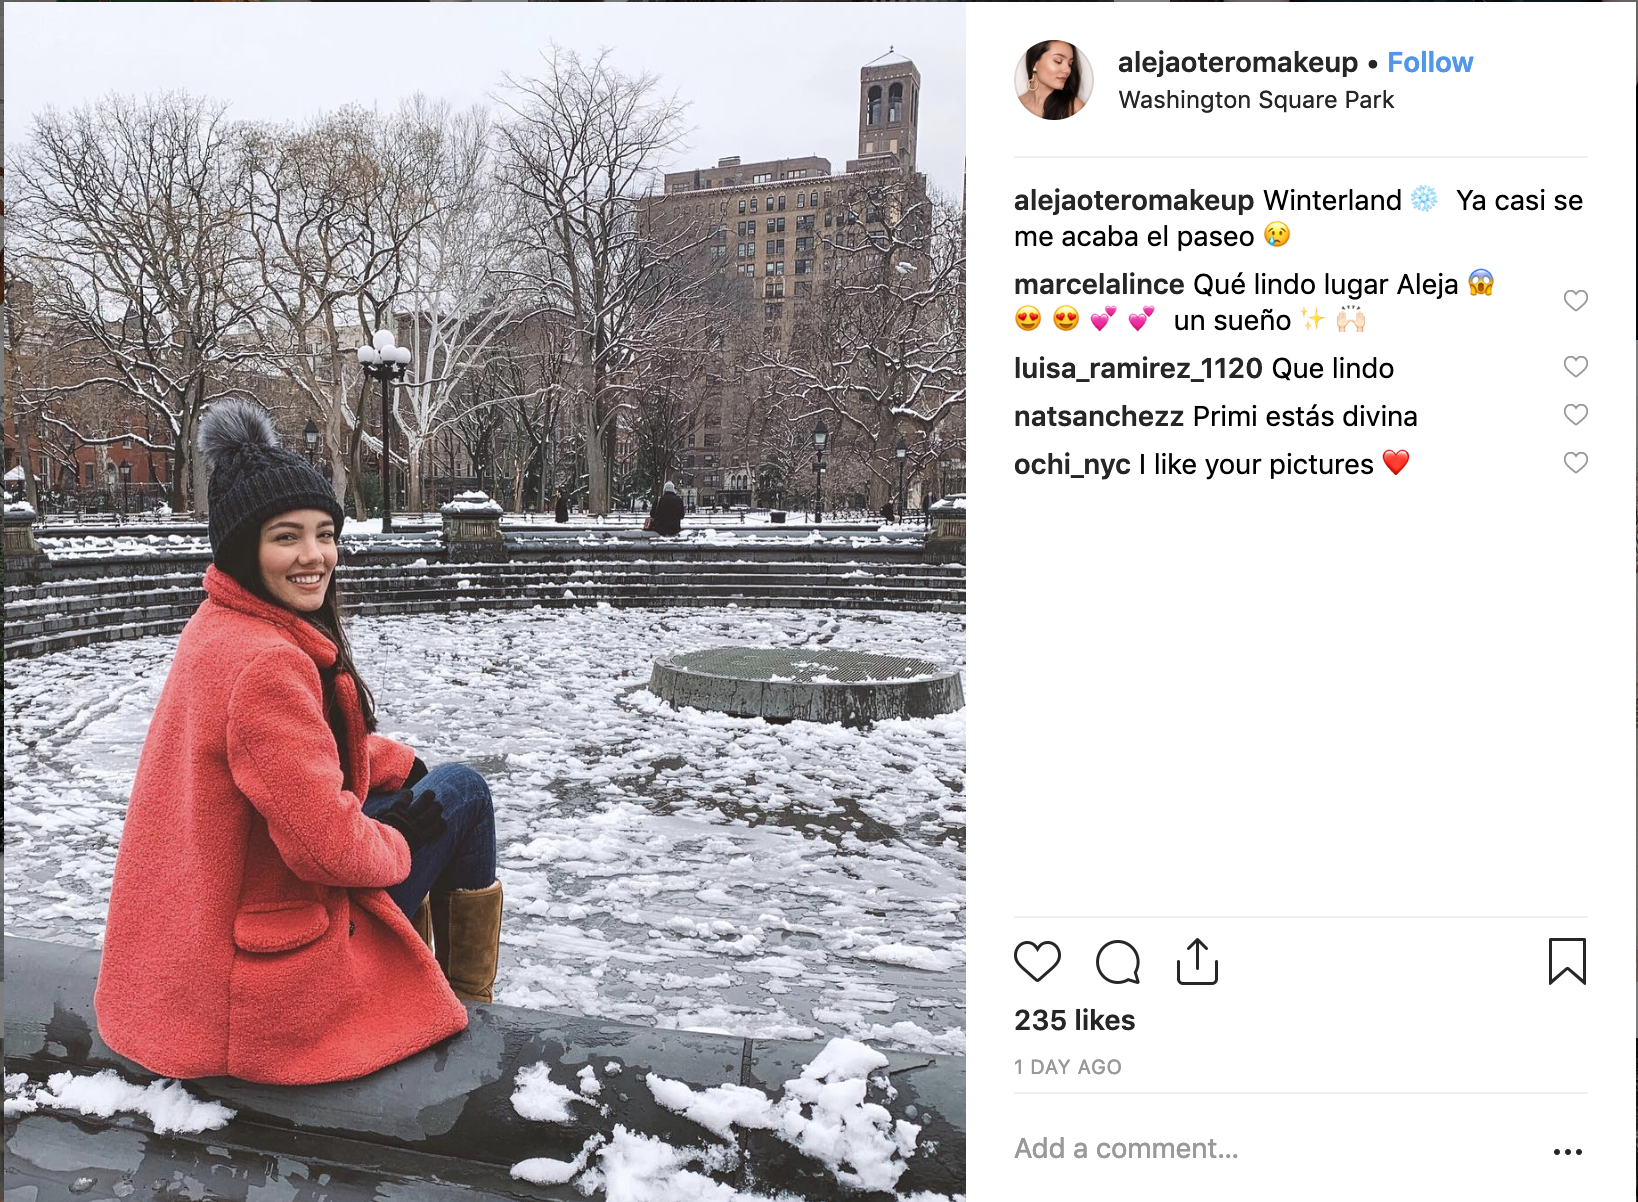 alejaoteromakeup • Follow
Washington Square Park
alejaoteromakeup Winterland ❄️ Ya casi se
me acaba el paseo 😢
marcelalince Qué lindo lugar Aleja 😱
😍 😍 💕 💕 un sueño ✨ 🙌🏻
luisa_ramirez_1120 Que lindo
natsanchezz Primi estás divina
ochi_nyc I like your pictures ❤️
235 likes
1 DAY AGO
Add a comment...